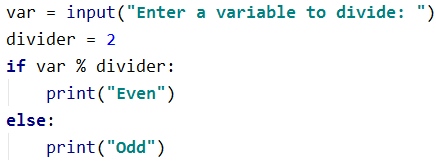 var = input("Enter a variable to divide: ")
divider = 2
if var % divider:
    print("Even")
else:
    print("Odd")